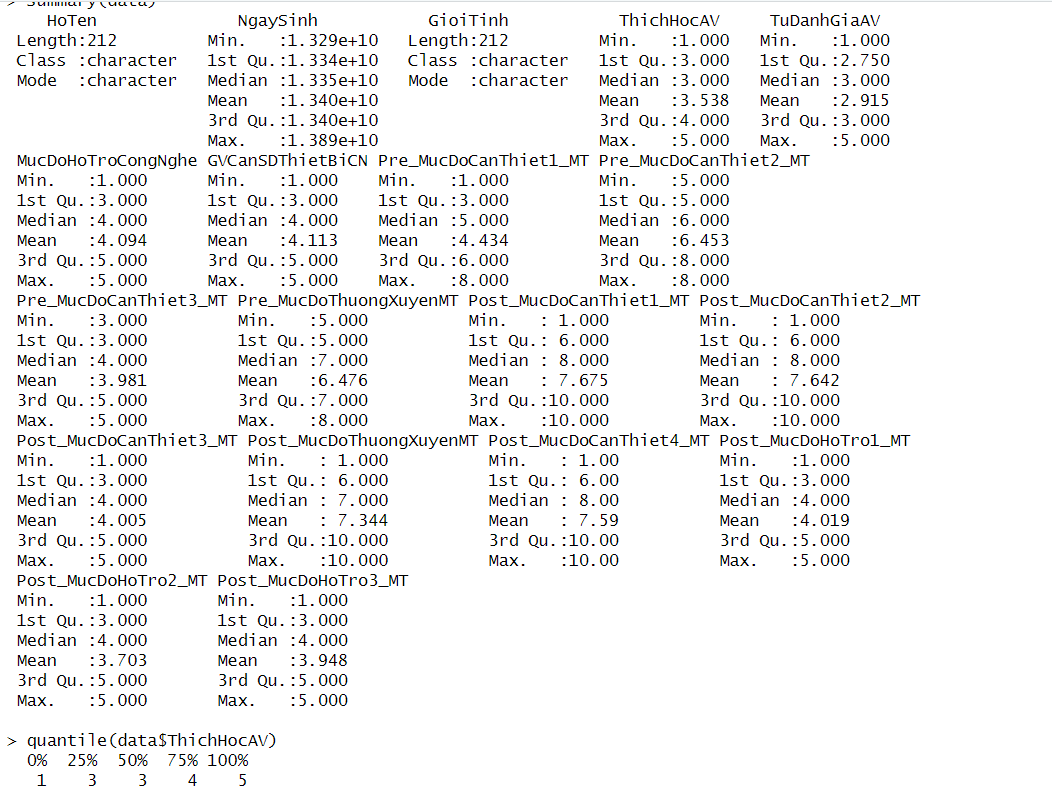 > summary(data)
    HoTen              NgaySinh           GioiTinh           ThichHocAV     TuDanhGiaAV
 Length:212         Min.   :1.329e+10   Length:212         Min.   :1.000   Min.   :1.000
 Class :character   1st Qu.:1.334e+10   Class :character   1st Qu.:3.000   1st Qu.:2.750
 Mode  :character   Median :1.335e+10   Mode  :character   Median :3.000   Median :3.000
                    Mean   :1.340e+10                      Mean   :3.538   Mean   :2.915
                    3rd Qu.:1.340e+10                      3rd Qu.:4.000   3rd Qu.:3.000
                    Max.   :1.389e+10                      Max.   :5.000   Max.   :5.000
 MucDoHoTroCongNghe GVCanSDThietBiCN Pre_MucDoCanThiet1_MT Pre_MucDoCanThiet2_MT
 Min.   :1.000      Min.   :1.000    Min.   :1.000         Min.   :5.000
 1st Qu.:3.000      1st Qu.:3.000    1st Qu.:3.000         1st Qu.:5.000
 Median :4.000      Median :4.000    Median :5.000         Median :6.000
 Mean   :4.094      Mean   :4.113    Mean   :4.434         Mean   :6.453
 3rd Qu.:5.000      3rd Qu.:5.000    3rd Qu.:6.000         3rd Qu.:8.000
 Max.   :5.000      Max.   :5.000    Max.   :8.000         Max.   :8.000
 Pre_MucDoCanThiet3_MT Pre_MucDoThuongXuyenMT Post_MucDoCanThiet1_MT Post_MucDoCanThiet2_MT
 Min.   :3.000         Min.   :5.000          Min.   : 1.000         Min.   : 1.000
 1st Qu.:3.000         1st Qu.:5.000          1st Qu.: 6.000         1st Qu.: 6.000
 Median :4.000         Median :7.000          Median : 8.000         Median : 8.000
 Mean   :3.981         Mean   :6.476          Mean   : 7.675         Mean   : 7.642
 3rd Qu.:5.000         3rd Qu.:7.000          3rd Qu.:10.000         3rd Qu.:10.000
 Max.   :5.000         Max.   :8.000          Max.   :10.000         Max.   :10.000
 Post_MucDoCanThiet3_MT Post_MucDoThuongXuyenMT Post_MucDoCanThiet4_MT Post_MucDoHoTro1_MT
 Min.   :1.000          Min.   : 1.000          Min.   : 1.00          Min.   :1.000
 1st Qu.:3.000          1st Qu.: 6.000          1st Qu.: 6.00          1st Qu.:3.000
 Median :4.000          Median : 7.000          Median : 8.00          Median :4.000
 Mean   :4.005          Mean   : 7.344          Mean   : 7.59          Mean   :4.019
 3rd Qu.:5.000          3rd Qu.:10.000          3rd Qu.:10.00          3rd Qu.:5.000
 Max.   :5.000          Max.   :10.000          Max.   :10.00          Max.   :5.000
 Post_MucDoHoTro2_MT Post_MucDoHoTro3_MT
 Min.   :1.000       Min.   :1.000
 1st Qu.:3.000       1st Qu.:3.000
 Median :4.000       Median :4.000
 Mean   :3.703       Mean   :3.948
 3rd Qu.:5.000       3rd Qu.:5.000
 Max.   :5.000       Max.   :5.000
> quantile(data$ThichHocAV)
  0%  25%  50%  75% 100%
   1    3    3    4    5